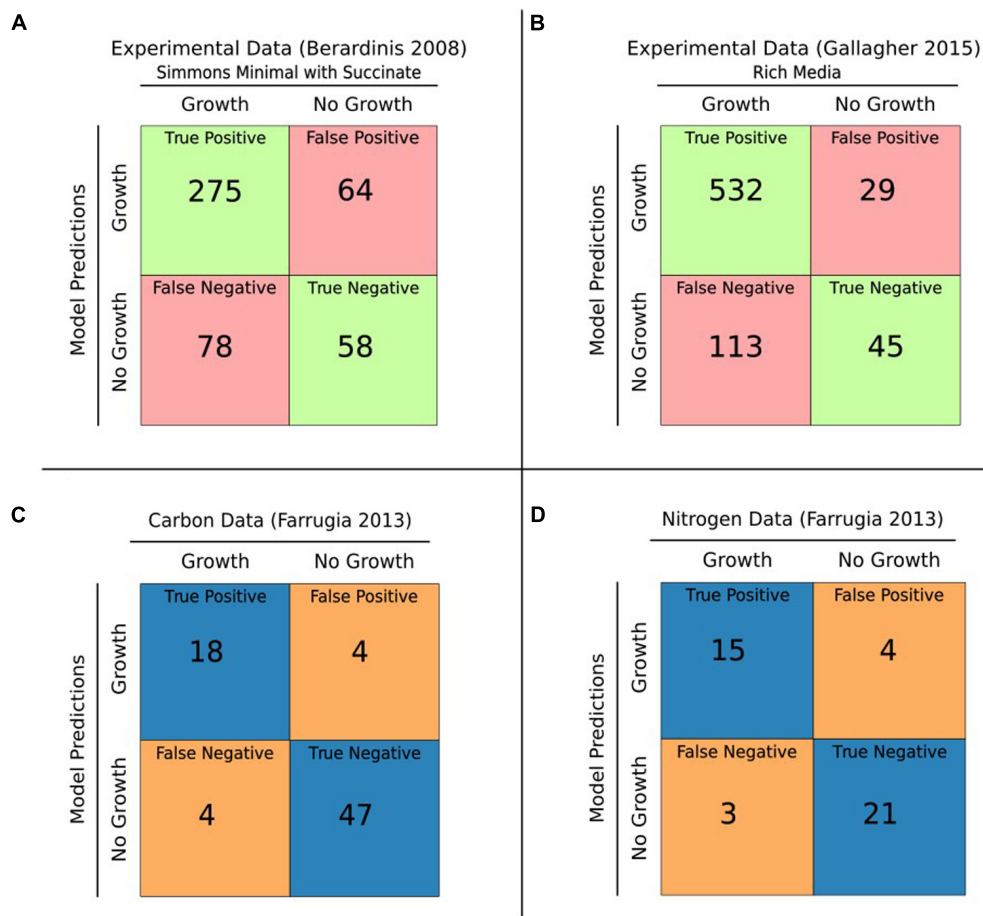 A
Experimental Data (Berardinis 2008)
Simmons Minimal with Succinate
Growth No Growth
Model Predictions
Growth
No Growth
True Positive False Positive
275 64
False Negative True Negative
78 58
B
Experimental Data (Gallagher 2015)
Rich Media
Growth No Growth
Model Predictions
Growth
No Growth
True Positive False Positive
532 29
False Negative True Negative
113 45
C
Carbon Data (Farrugia 2013)
Growth No Growth
Model Predictions
Growth
No Growth
True Positive False Positive
18 4
False Negative True Negative
4 47
D
Nitrogen Data (Farrugia 2013)
Growth No Growth
Model Predictions
Growth
No Growth
True Positive False Positive
15 4
False Negative True Negative
3 21